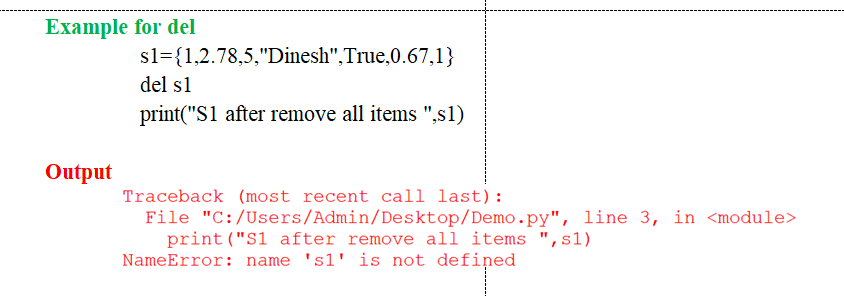 Example for del
s1={1,2.78,5,"Dinesh",True,0.67,1}
del s1
print("S1 after remove all items ",s1)
Output
Traceback (most recent call last):
File "C:/Users/Admin/Desktop/Demo.py", line 3, in <module>
print("S1 after remove all items ",s1)
NameError: name 's1' is not defined